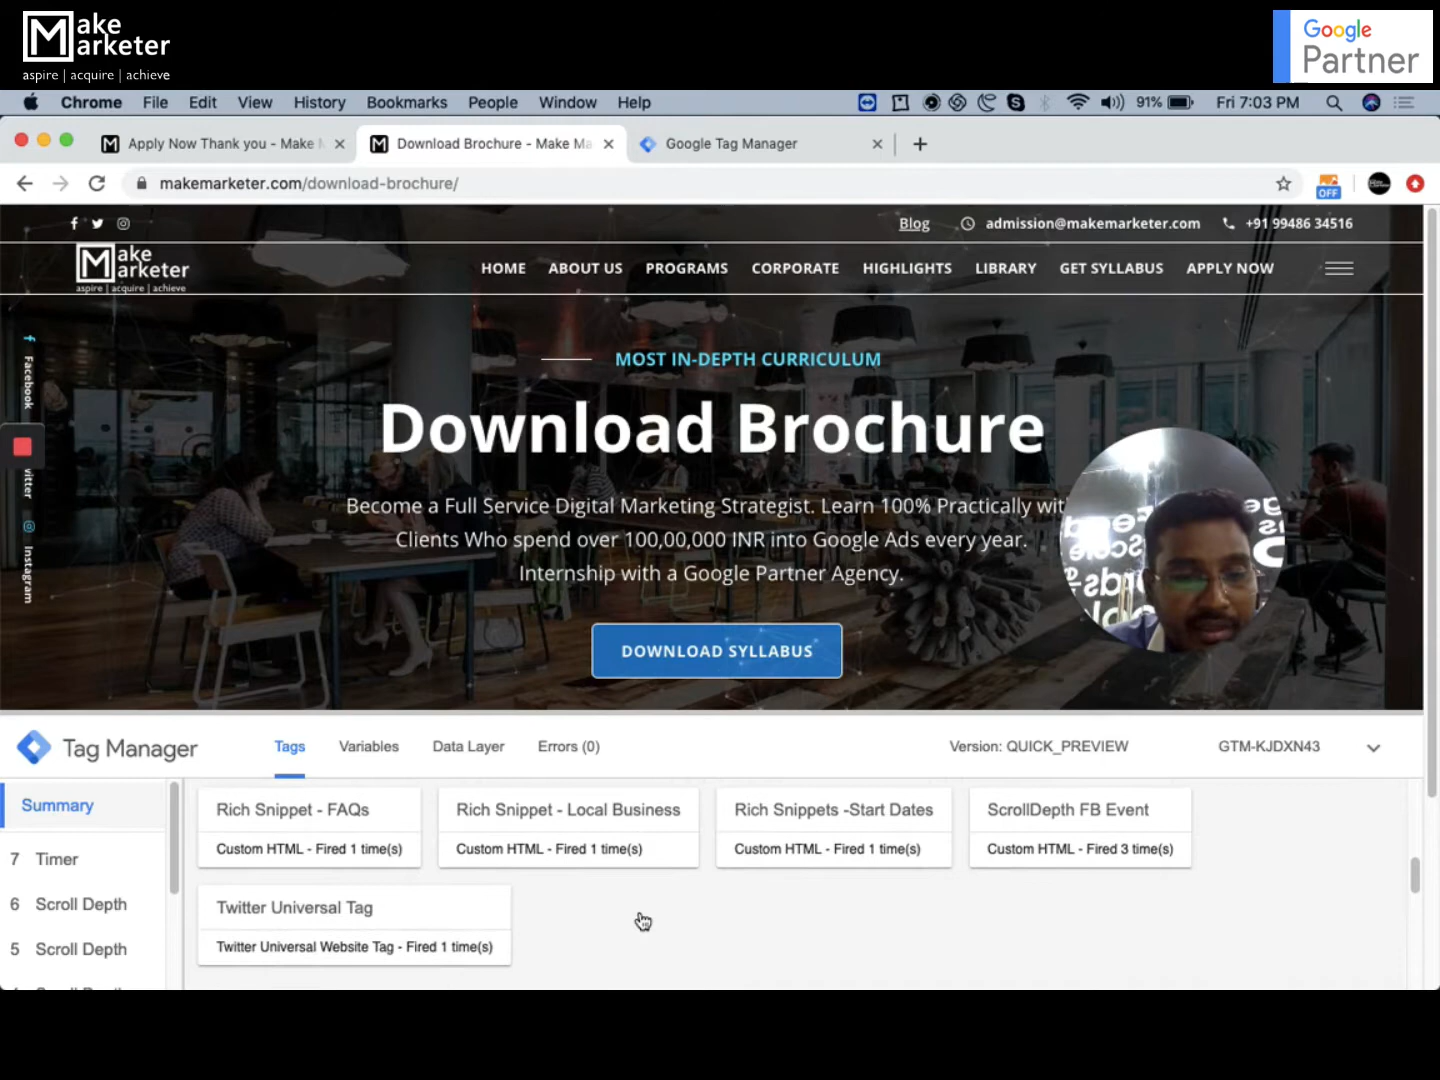 Make
Marketer
aspire | acquire | achieve
Google
Partner
Chrome File Edit View History Bookmarks People Window Help
91% Fri 7:03 PM
Apply Now Thank you - Make
Download Brochure - Make Ma
Google Tag Manager
makemarketer.com/download-brochure/
OFF
Blog admission@makemarketer.com +91 99486 34516
Make
Marketer
aspire | acquire | achieve
HOME ABOUT US PROGRAMS CORPORATE HIGHLIGHTS LIBRARY GET SYLLABUS APPLY NOW
Facebook
Instagram
MOST IN-DEPTH CURRICULUM
Download Brochure
Become a Full Service Digital Marketing Strategist. Learn 100% Practically wit
Clients Who spend over 100,00,000 INR into Google Ads every year.
Internship with a Google Partner Agency.
DOWNLOAD SYLLABUS
Tag Manager
Tags Variables Data Layer Errors (0)
Version: QUICK_PREVIEW GTM-KJDXN43
Summary
7 Timer
6 Scroll Depth
5 Scroll Depth
Rich Snippet - FAQs
Custom HTML - Fired 1 time(s)
Rich Snippet - Local Business
Custom HTML - Fired 1 time(s)
Rich Snippets -Start Dates
Custom HTML - Fired 1 time(s)
ScrollDepth FB Event
Custom HTML - Fired 3 time(s)
Twitter Universal Tag
Twitter Universal Website Tag - Fired 1 time(s)